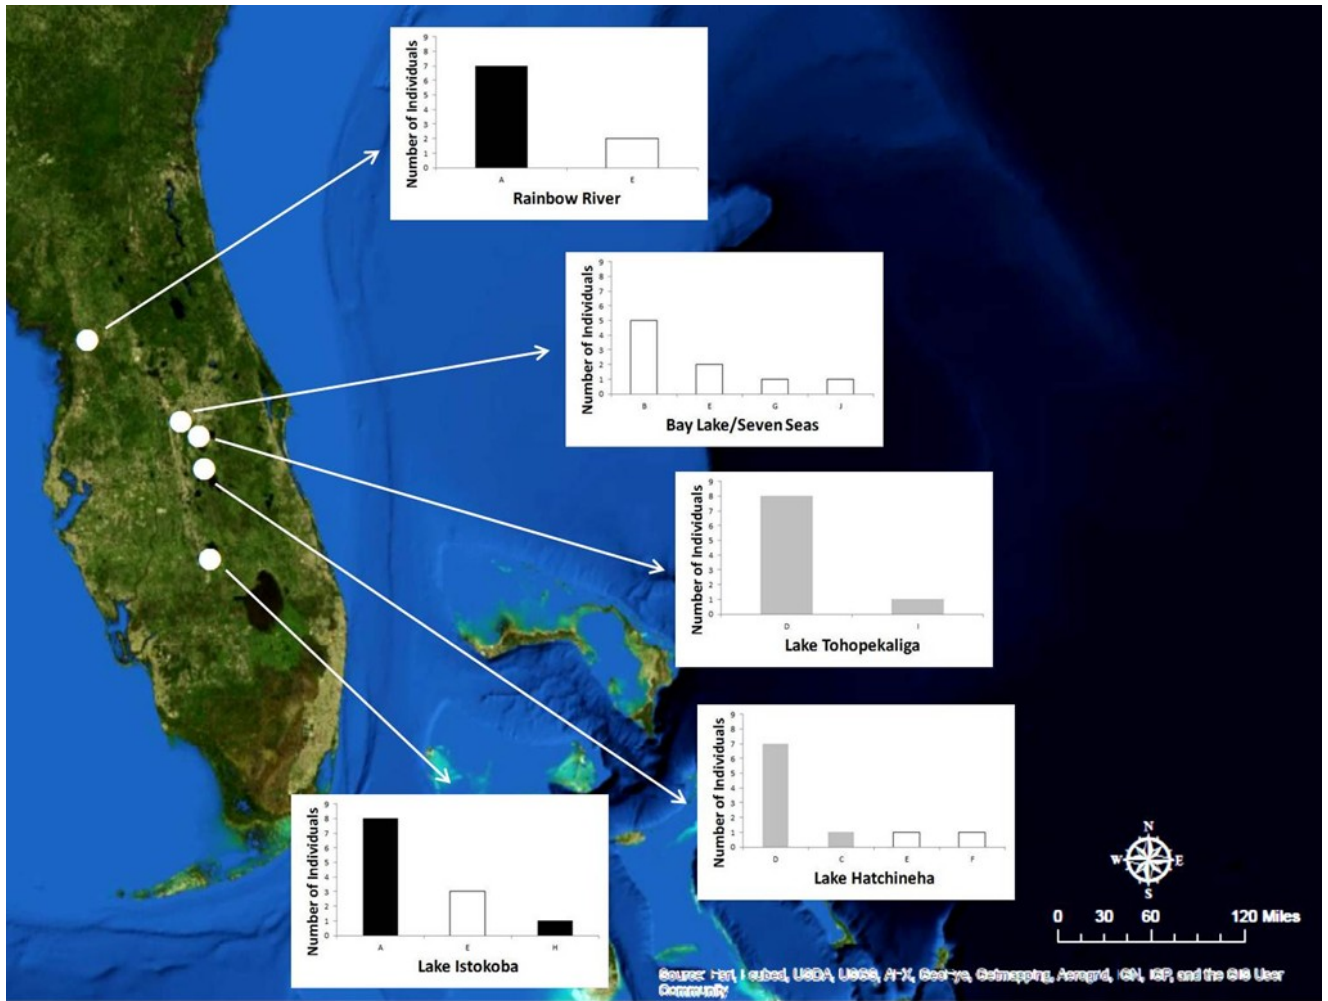 Number of Individuals
9
8
7
6
5
4
3
2
1
0
A
E
Rainbow River
Number of Individuals
9
8
7
6
5
4
3
2
1
0
B
E
G
J
Bay Lake/Seven Seas
Number of Individuals
9
8
7
6
5
4
3
2
1
0
D
I
Lake Tohopekaliga
Number of Individuals
9
8
7
6
5
4
3
2
1
0
D
C
E
F
Lake Hatchineha
Number of Individuals
9
8
7
6
5
4
3
2
1
0
A
E
H
Lake Istokoba
N
W
E
S
0 30 60 120 Miles
Source: USDA, USGS, Getmapping, IGN, IGP, and the GIS User
Community